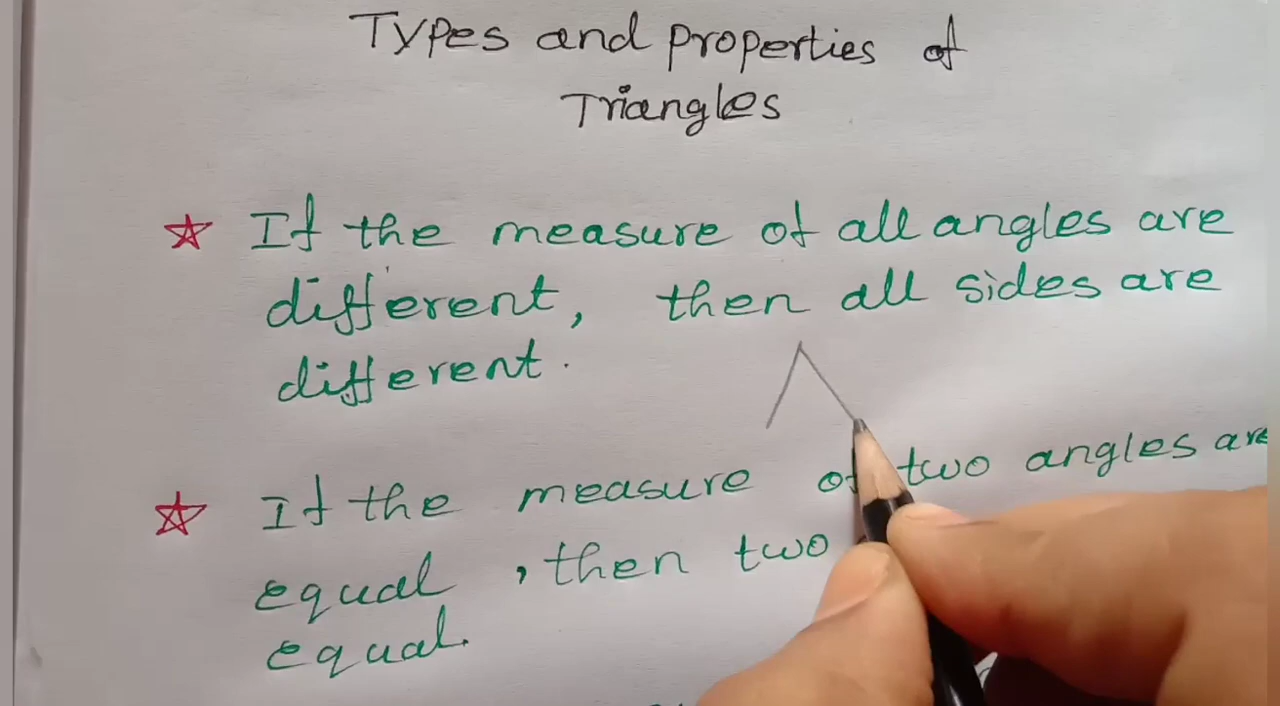 Types and properties of
Triangles
If the measure of all angles are
different, then all sides are
different.
If the measure of two angles are
equal, then two
equal.